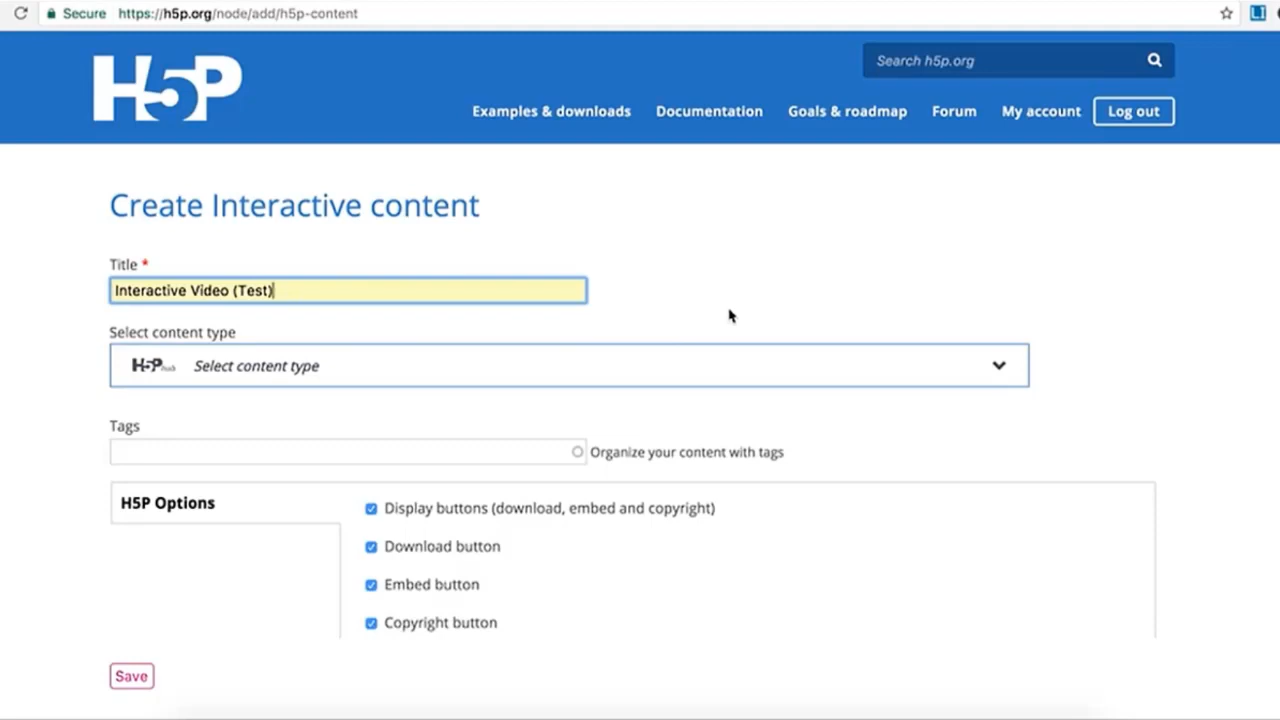 Secure https://h5p.org/node/add/h5p-content
H5P
Search h5p.org
Examples & downloads Documentation Goals & roadmap Forum My account Log out
Create Interactive content
Title *
Interactive Video (Test)
Select content type
H5P hub Select content type
Tags
Organize your content with tags
H5P Options
Display buttons (download, embed and copyright)
Download button
Embed button
Copyright button
Save